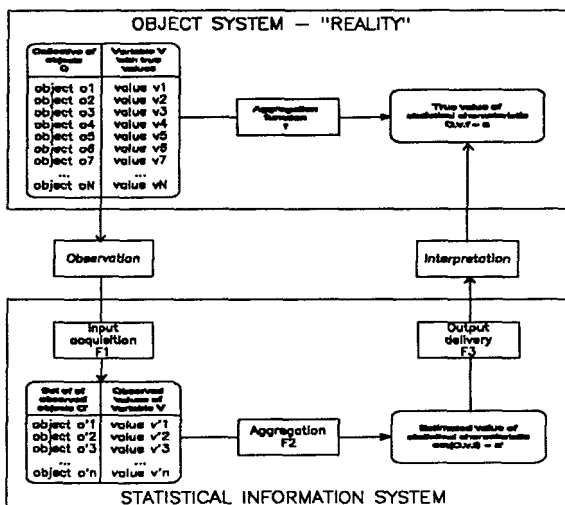 OBJECT SYSTEM – "REALITY"
Collective of objects O
Variable V with true values
object o1 value v1
object o2 value v2
object o3 value v3
object o4 value v4
object o5 value v5
object o6 value v6
object o7 value v7
... ...
object oN value vN
Aggregation function f
True value of statistical characteristic
Observation
Interpretation
Input acquisition F1
Output delivery F3
Set of observed objects O'
Observed Values of Variable V
object o'1 value v'1
object o'2 value v'2
object o'3 value v'3
... ...
object o'n value v'n
Aggregation F2
Estimated value of statistical characteristic
STATISTICAL INFORMATION SYSTEM